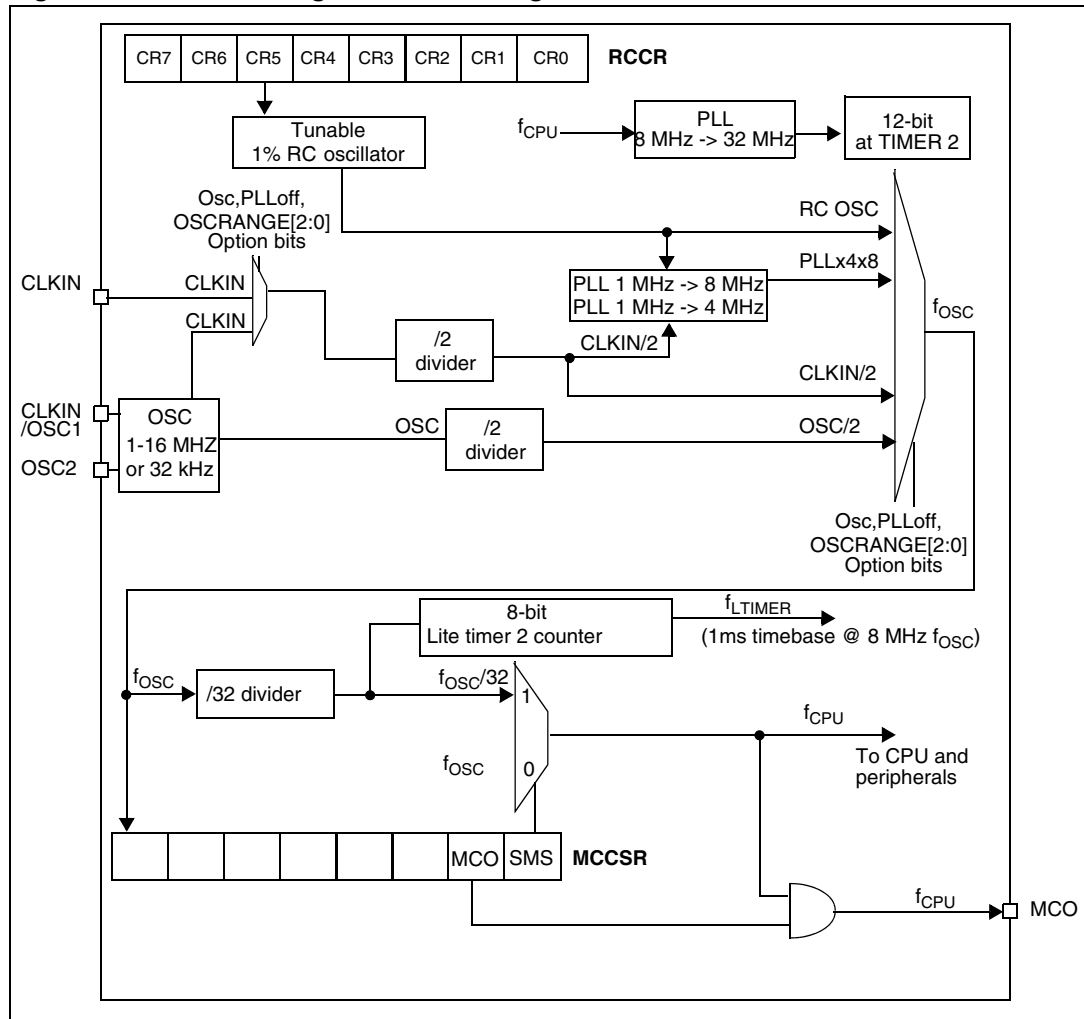 CR7 CR6 CR5 CR4 CR3 CR2 CR1 CR0 RCCR
Tunable
1% RC oscillator
fCPU
PLL
8 MHz -> 32 MHz
12-bit
at TIMER 2
Osc,PLLoff,
OSCRANGE[2:0]
Option bits
RC OSC
PLLx4x8
CLKIN
CLKIN
CLKIN
PLL 1 MHz -> 8 MHz
PLL 1 MHz -> 4 MHz
fOSC
/2
divider
CLKIN/2
CLKIN/2
CLKIN
/OSC1
OSC2
OSC
1-16 MHZ
or 32 kHz
OSC
/2
divider
OSC/2
Osc,PLLoff,
OSCRANGE[2:0]
Option bits
8-bit
Lite timer 2 counter
fLTIMER
(1ms timebase @ 8 MHz fOSC)
fOSC
/32 divider
fOSC/32
1
fOSC
0
fCPU
To CPU and
peripherals
MCO SMS MCCSR
fCPU
MCO